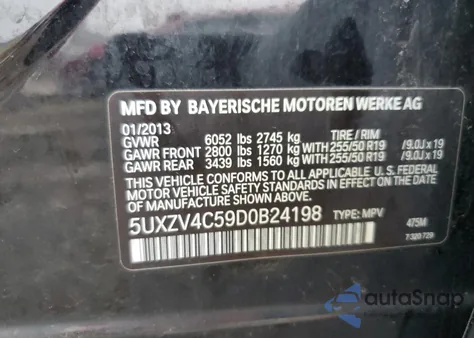 MFD BY BAYERISCHE MOTOREN WERKE AG
01/2013
GVWR 6052 lbs 2745 kg TIRE / RIM
GAWR FRONT 2800 lbs 1270 kg WITH 255/50 R19 /9.0J x 19
GAWR REAR 3439 lbs 1560 kg WITH 255/50 R19 /9.0J x 19
THIS VEHICLE CONFORMS TO ALL APPLICABLE FEDERAL
MOTOR VEHICLE SAFETY STANDARDS IN EFFECT ON THE DATE
OF MANUFACTURE SHOWN ABOVE
5UXZV4C59D0B24198 TYPE: MPV 475M
7320729
autoSnap